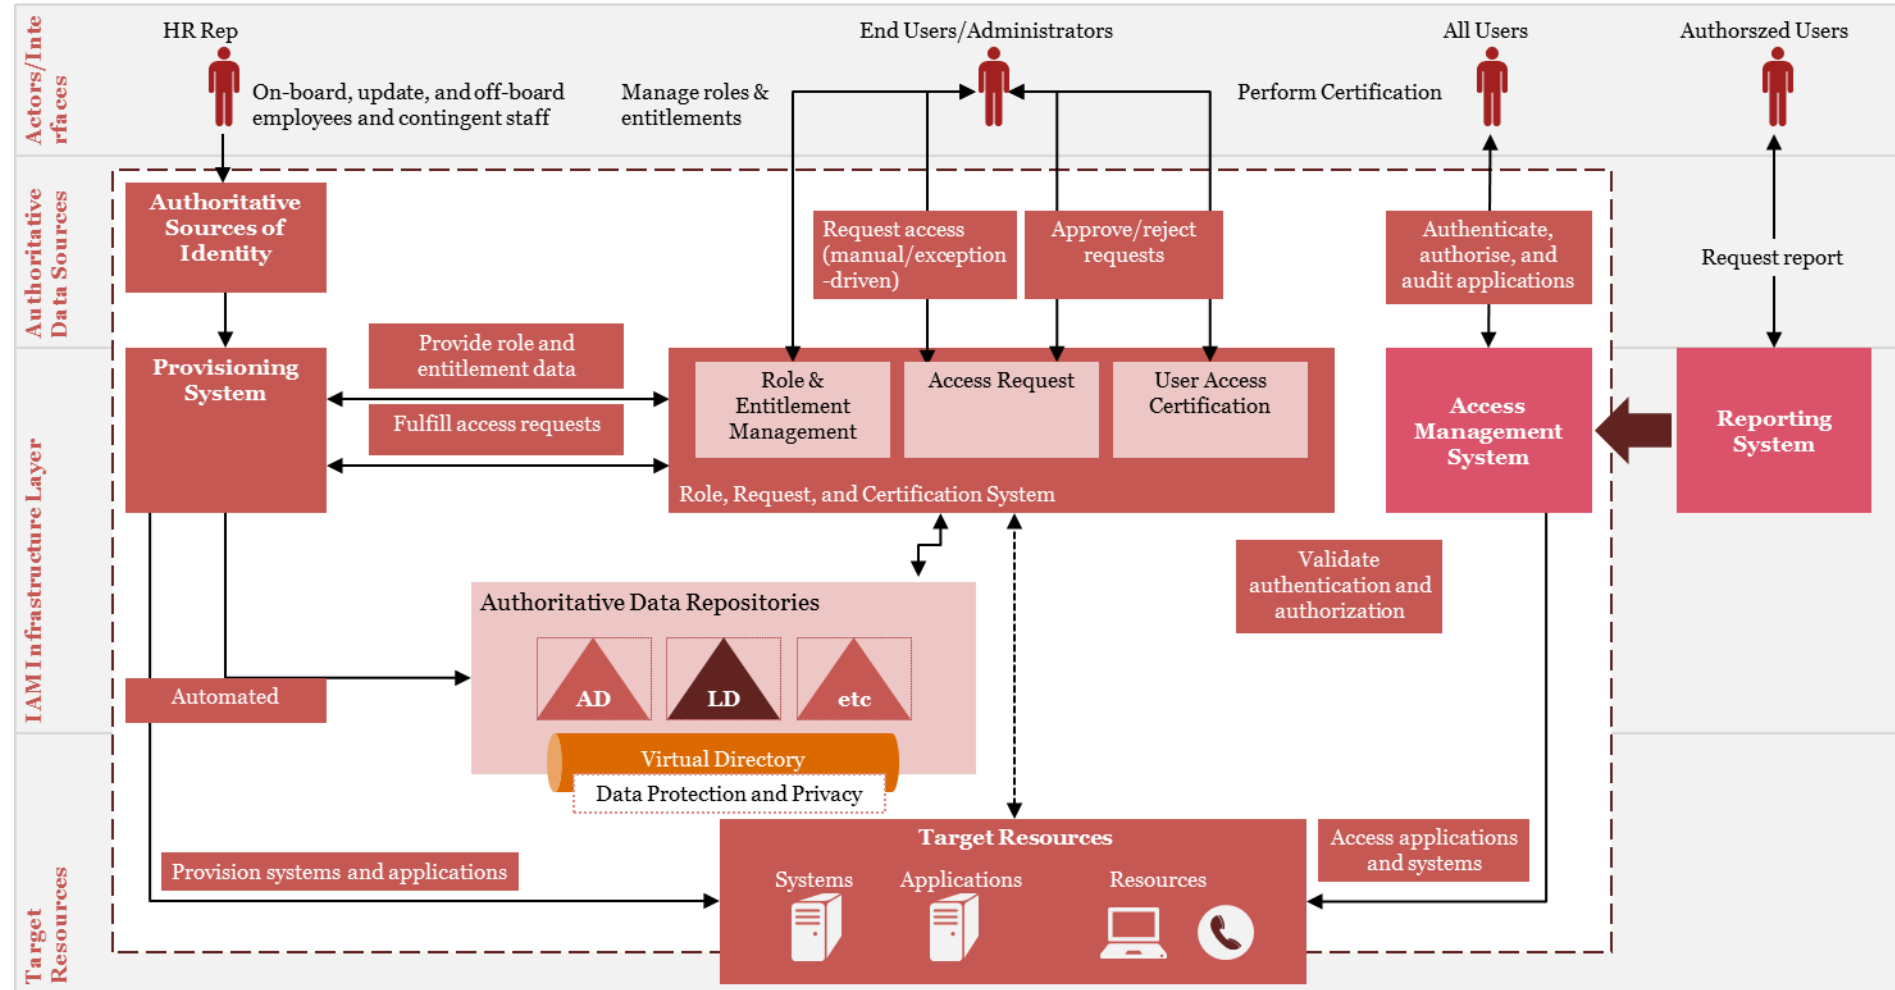 HR Rep
End Users/Administrators
All Users
Authorszed Users
Actors/Inte
rfaces
On-board, update, and off-board
employees and contingent staff
Manage roles &
entitlements
Perform Certification
Authoritative
Data Sources
Authoritative
Sources of
Identity
Request access
(manual/exception
-driven)
Approve/reject
requests
Authenticate,
authorise, and
audit applications
Request report
IAM Infrastructure Layer
Provisioning
System
Provide role and
entitlement data
Fulfill access requests
Role &
Entitlement
Management
Access Request
User Access
Certification
Role, Request, and Certification System
Access
Management
System
Reporting
System
Validate
authentication and
authorization
Authoritative Data Repositories
AD
LD
etc
Automated
Virtual Directory
Data Protection and Privacy
Target
Resources
Provision systems and applications
Target Resources
Systems
Applications
Resources
Access applications
and systems